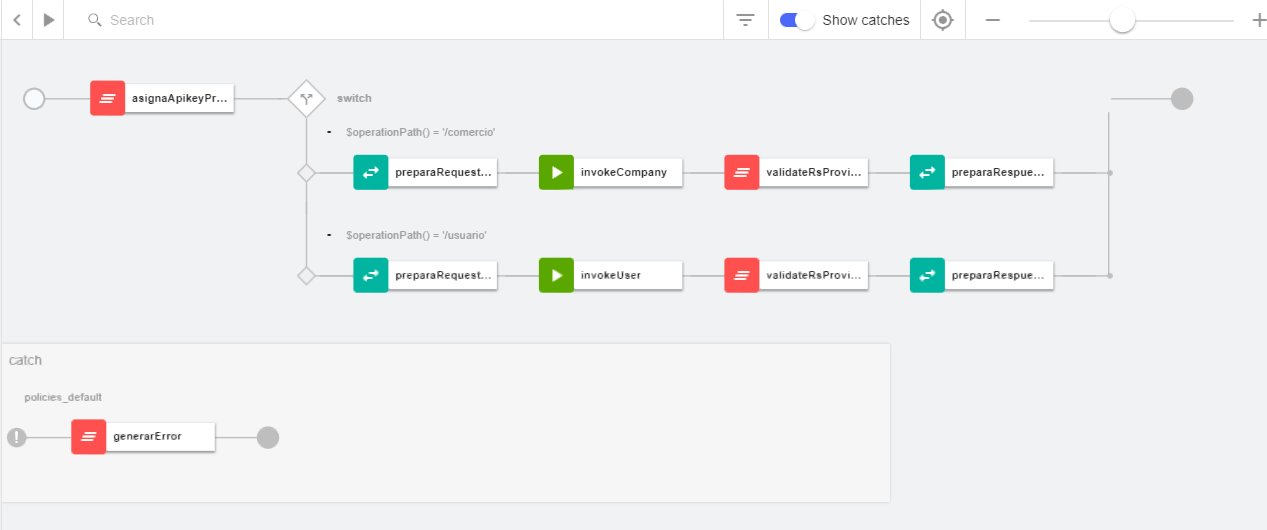 Search
Show catches
asignaApikeyPr...
switch
$operationPath() = '/comercio'
preparaRequest...
invokeCompany
validateRsProvi...
preparaRespue...
$operationPath() = '/usuario'
preparaRequest...
invokeUser
validateRsProvi...
preparaRespue...
catch
policies_default
generarError